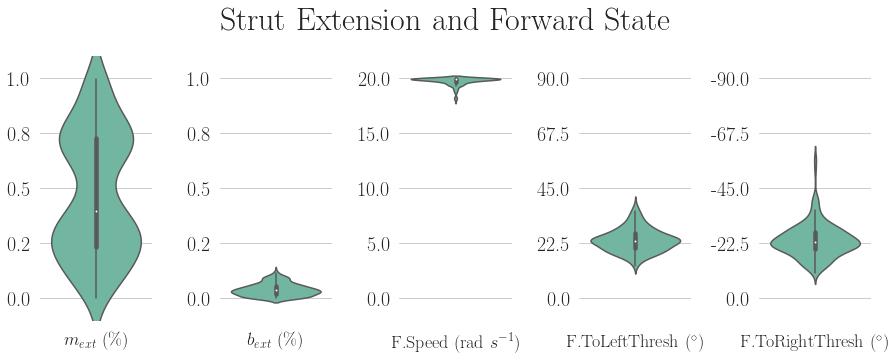 Strut Extension and Forward State
1.0 1.0 20.0 90.0 -90.0
0.8 0.8 15.0 67.5 -67.5
0.5 0.5 10.0 45.0 -45.0
0.2 0.2 5.0 22.5 -22.5
0.0 0.0 0.0 0.0 0.0
m_ext (%) b_ext (%) F.Speed (rad s⁻¹) F.ToLeftThresh (°) F.ToRightThresh (°)